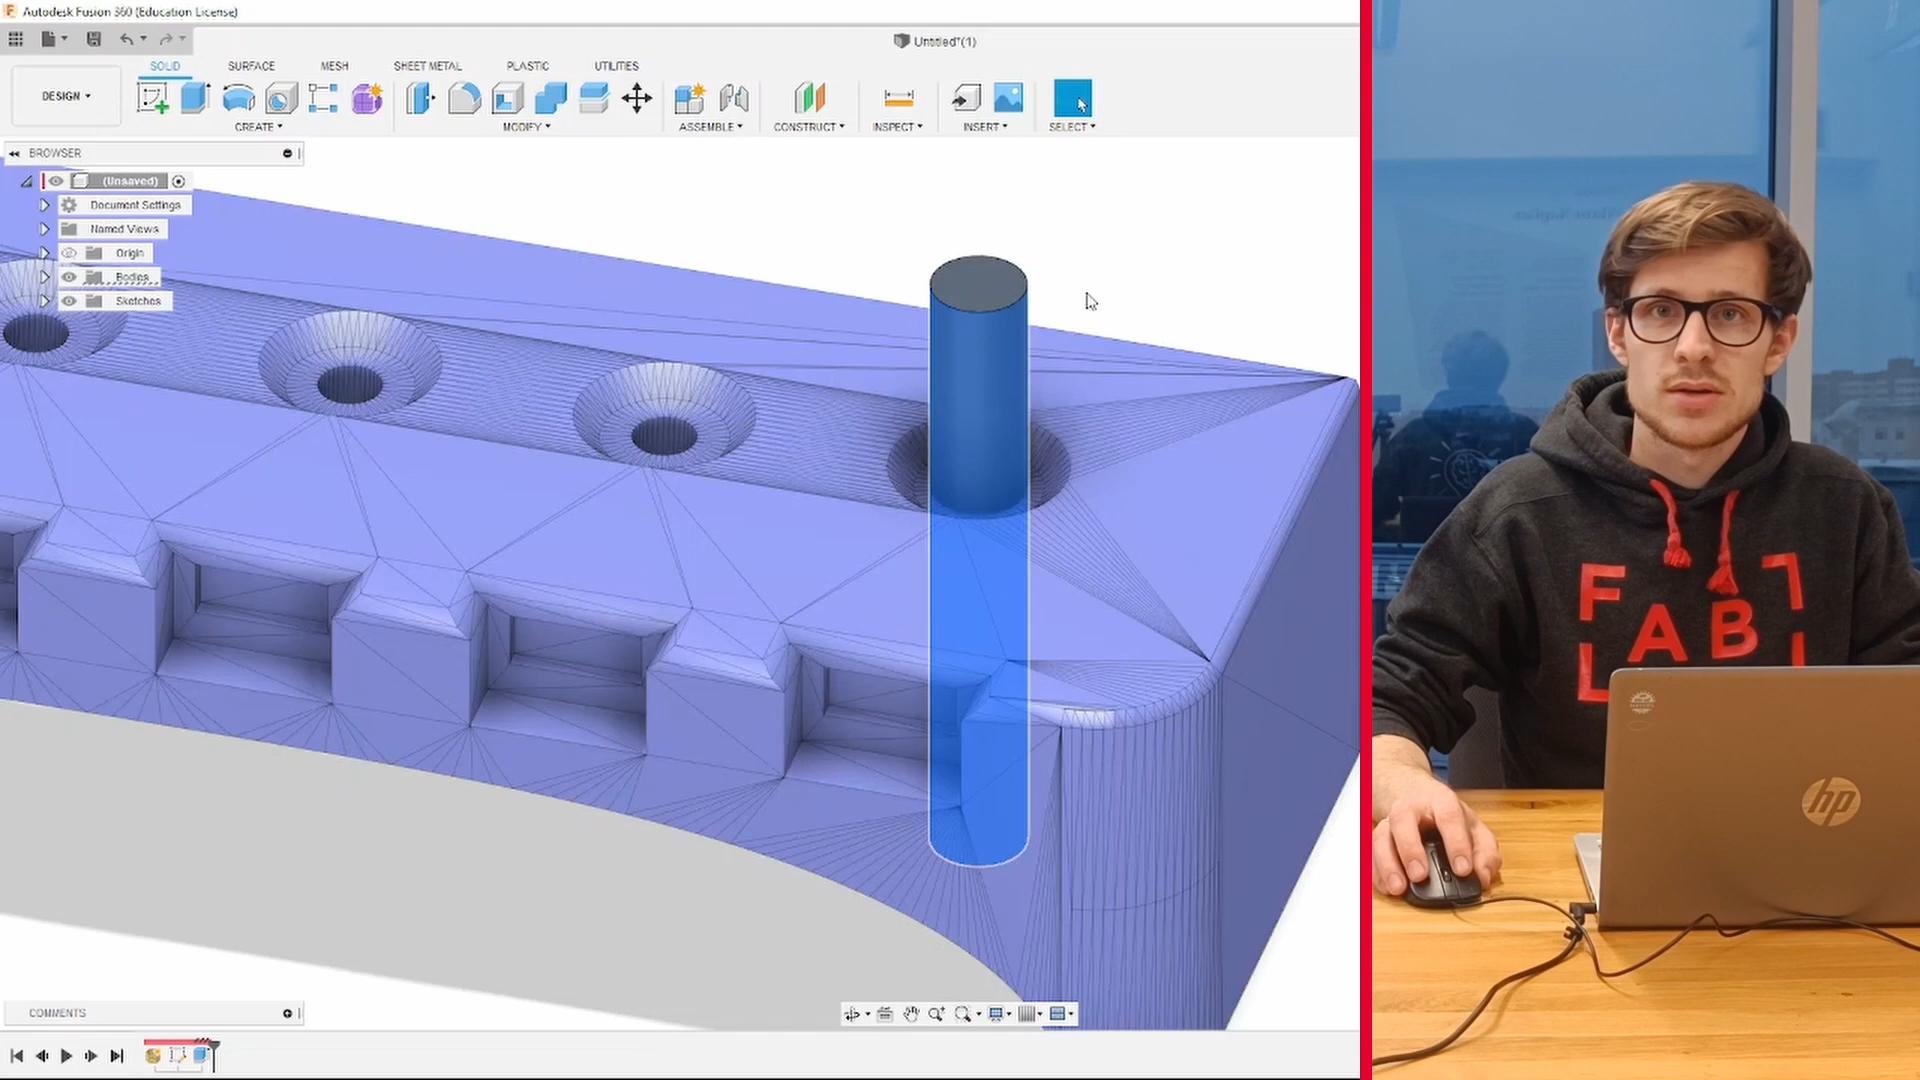 Autodesk Fusion 360 (Education License)
Untitled*(1)
SOLID SURFACE MESH SHEET METAL PLASTIC UTILITIES
DESIGN
CREATE MODIFY ASSEMBLE CONSTRUCT INSPECT INSERT SELECT
BROWSER
(Unsaved)
Document Settings
Named Views
Origin
Bodies
Sketches
COMMENTS
FAB
hp